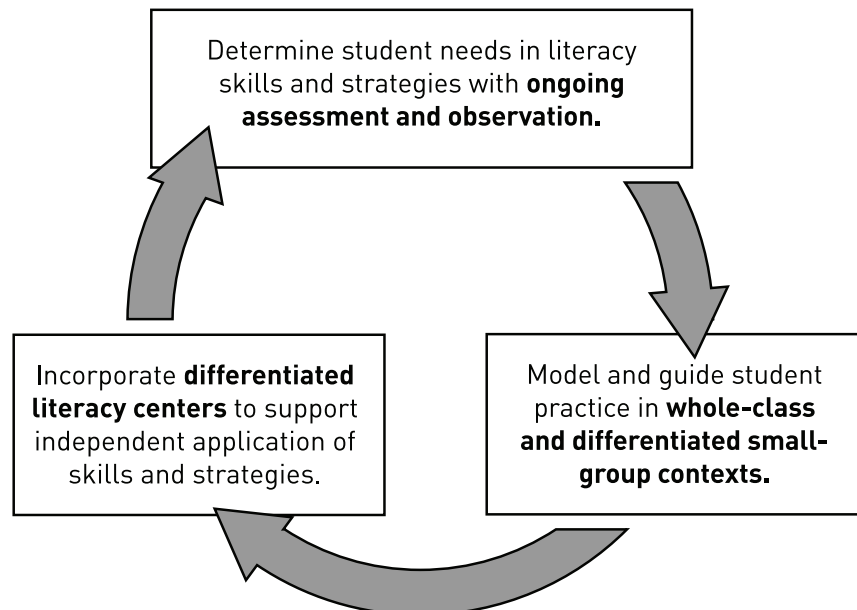 Determine student needs in literacy
skills and strategies with ongoing
assessment and observation.
Model and guide student
practice in whole-class
and differentiated small-
group contexts.
Incorporate differentiated
literacy centers to support
independent application of
skills and strategies.